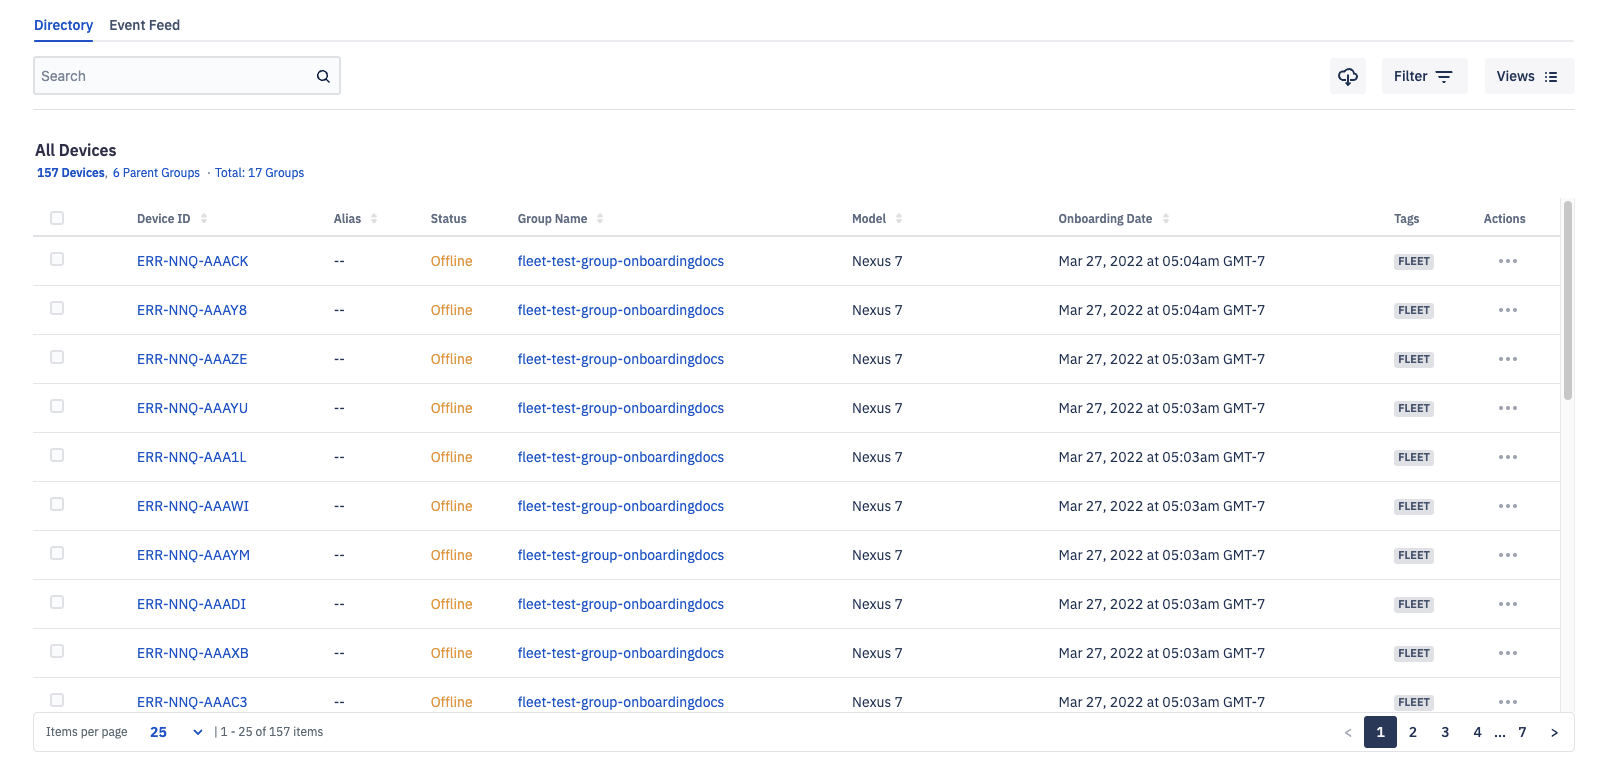 Directory Event Feed
Search
Filter Views
All Devices
157 Devices, 6 Parent Groups · Total: 17 Groups
Device ID Alias Status Group Name Model Onboarding Date Tags Actions
ERR-NNQ-AAACK -- Offline fleet-test-group-onboardingdocs Nexus 7 Mar 27, 2022 at 05:04am GMT-7 FLEET
ERR-NNQ-AAAY8 -- Offline fleet-test-group-onboardingdocs Nexus 7 Mar 27, 2022 at 05:04am GMT-7 FLEET
ERR-NNQ-AAAZE -- Offline fleet-test-group-onboardingdocs Nexus 7 Mar 27, 2022 at 05:03am GMT-7 FLEET
ERR-NNQ-AAAYU -- Offline fleet-test-group-onboardingdocs Nexus 7 Mar 27, 2022 at 05:03am GMT-7 FLEET
ERR-NNQ-AAA1L -- Offline fleet-test-group-onboardingdocs Nexus 7 Mar 27, 2022 at 05:03am GMT-7 FLEET
ERR-NNQ-AAAWI -- Offline fleet-test-group-onboardingdocs Nexus 7 Mar 27, 2022 at 05:03am GMT-7 FLEET
ERR-NNQ-AAAYM -- Offline fleet-test-group-onboardingdocs Nexus 7 Mar 27, 2022 at 05:03am GMT-7 FLEET
ERR-NNQ-AAADI -- Offline fleet-test-group-onboardingdocs Nexus 7 Mar 27, 2022 at 05:03am GMT-7 FLEET
ERR-NNQ-AAAXB -- Offline fleet-test-group-onboardingdocs Nexus 7 Mar 27, 2022 at 05:03am GMT-7 FLEET
ERR-NNQ-AAAC3 -- Offline fleet-test-group-onboardingdocs Nexus 7 Mar 27, 2022 at 05:03am GMT-7 FLEET
Items per page 25 | 1 - 25 of 157 items < 1 2 3 4 ... 7 >